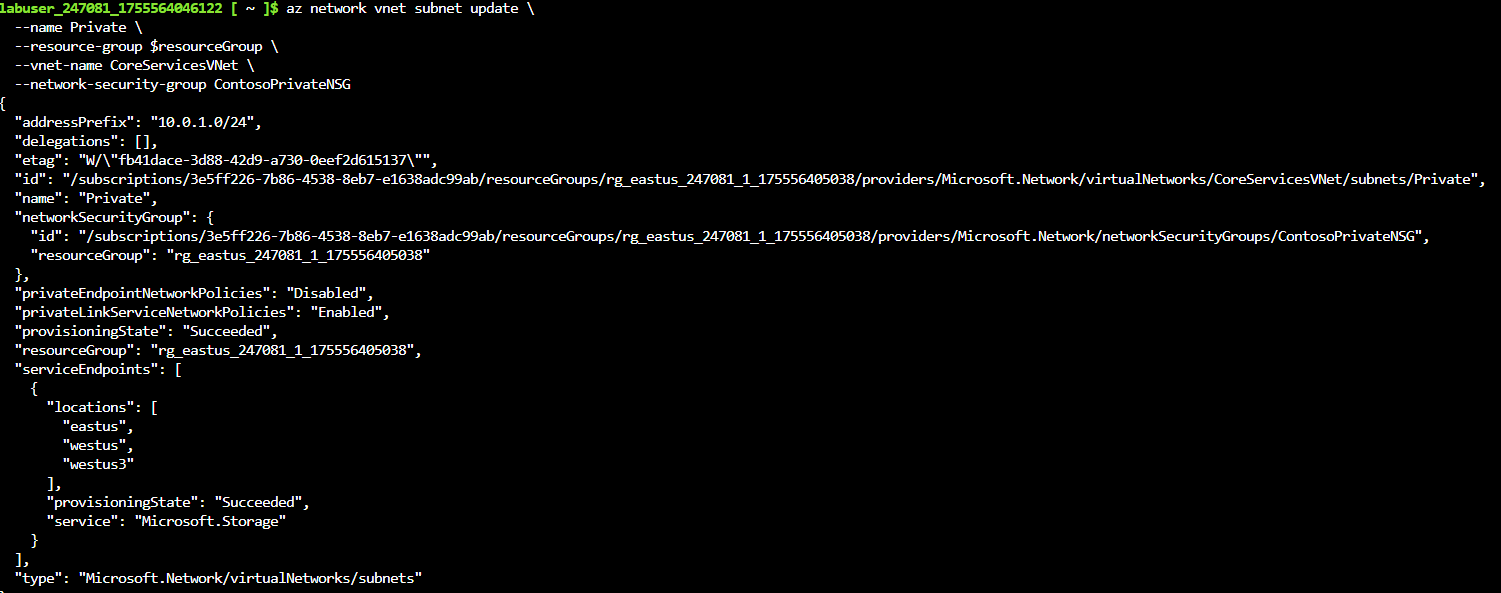 labuser_247081_1755564046122 [ ~ ]$ az network vnet subnet update \
  --name Private \
  --resource-group $resourceGroup \
  --vnet-name CoreServicesVNet \
  --network-security-group ContosoPrivateNSG
{
  "addressPrefix": "10.0.1.0/24",
  "delegations": [],
  "etag": "W/\"fb41dace-3d88-42d9-a730-0eef2d615137\"",
  "id": "/subscriptions/3e5ff226-7b86-4538-8eb7-e1638adc99ab/resourceGroups/rg_eastus_247081_1_175556405038/providers/Microsoft.Network/virtualNetworks/CoreServicesVNet/subnets/Private",
  "name": "Private",
  "networkSecurityGroup": {
    "id": "/subscriptions/3e5ff226-7b86-4538-8eb7-e1638adc99ab/resourceGroups/rg_eastus_247081_1_175556405038/providers/Microsoft.Network/networkSecurityGroups/ContosoPrivateNSG",
    "resourceGroup": "rg_eastus_247081_1_175556405038"
  },
  "privateEndpointNetworkPolicies": "Disabled",
  "privateLinkServiceNetworkPolicies": "Enabled",
  "provisioningState": "Succeeded",
  "resourceGroup": "rg_eastus_247081_1_175556405038",
  "serviceEndpoints": [
    {
      "locations": [
        "eastus",
        "westus",
        "westus3"
      ],
      "provisioningState": "Succeeded",
      "service": "Microsoft.Storage"
    }
  ],
  "type": "Microsoft.Network/virtualNetworks/subnets"